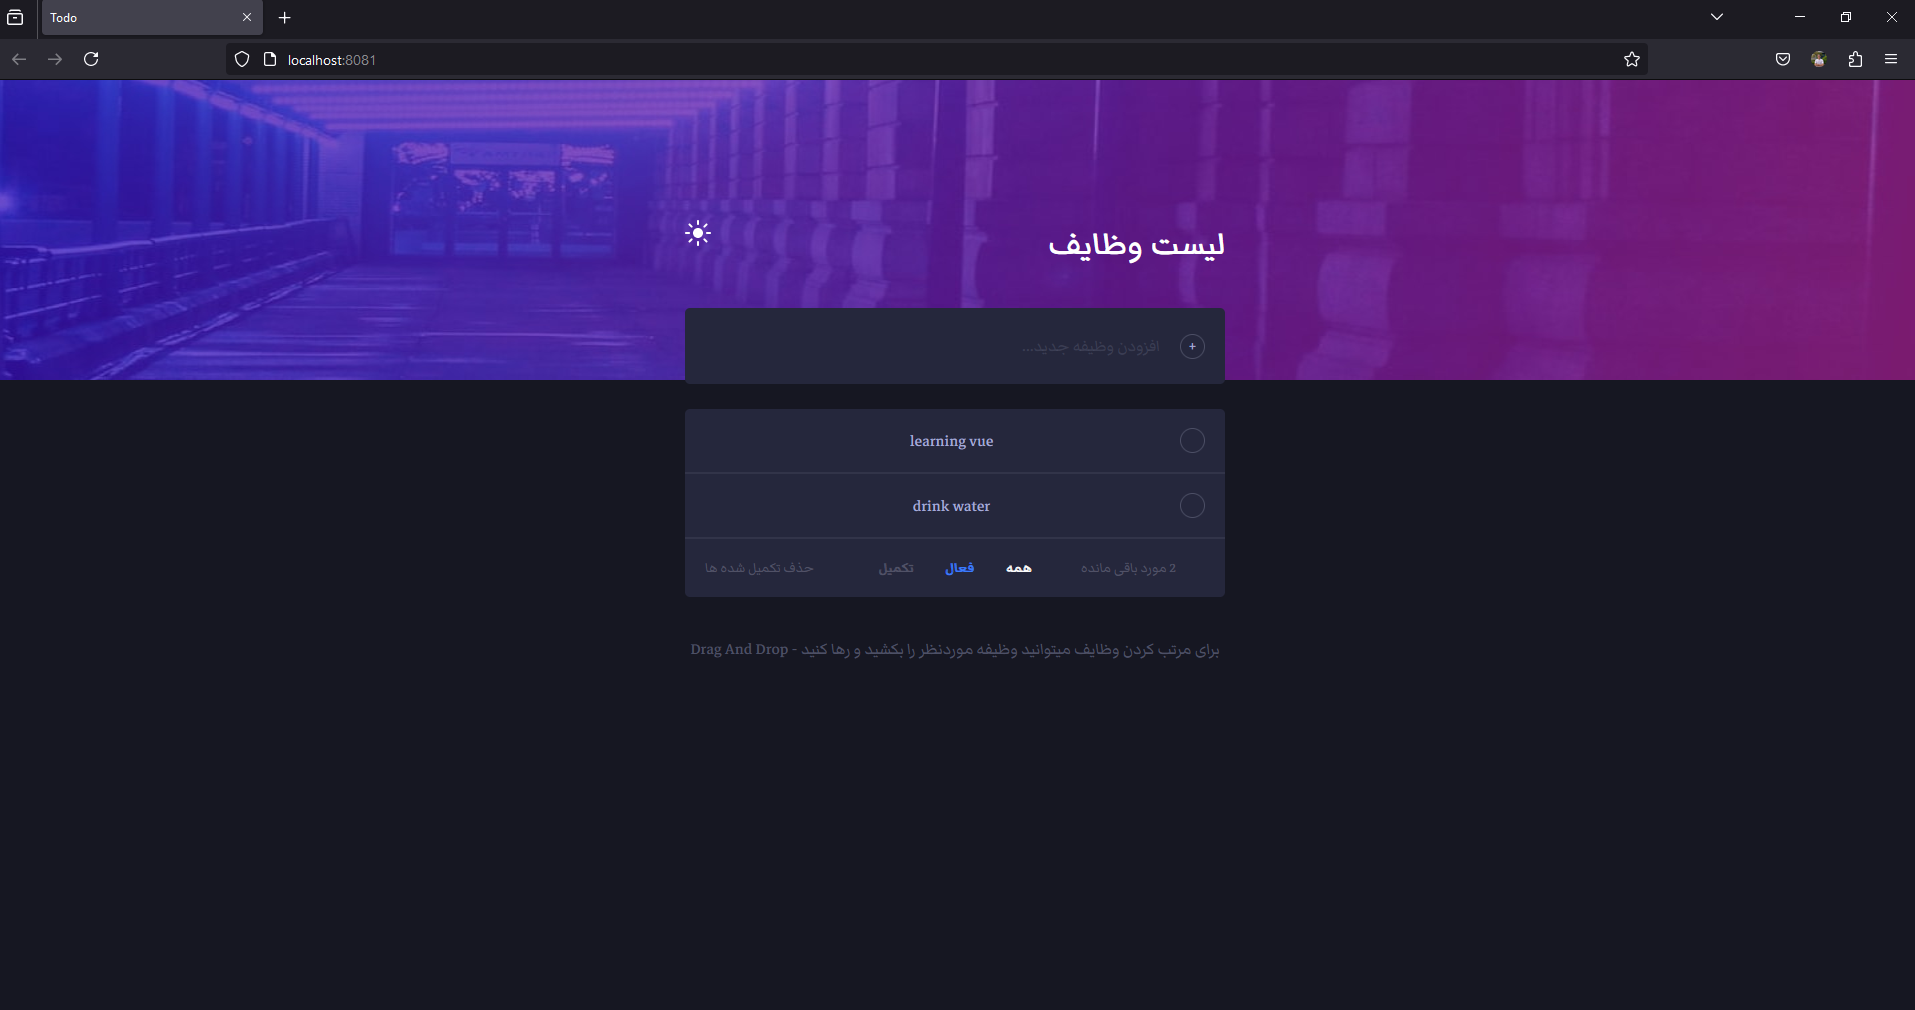 Todo
localhost:8081
لیست وظایف
افزودن وظیفه جدید...
learning vue
drink water
2 مورد باقی مانده همه فعال تکمیل حذف تکمیل شده ها
برای مرتب کردن وظایف میتوانید وظیفه موردنظر را بکشید و رها کنید - Drag And Drop